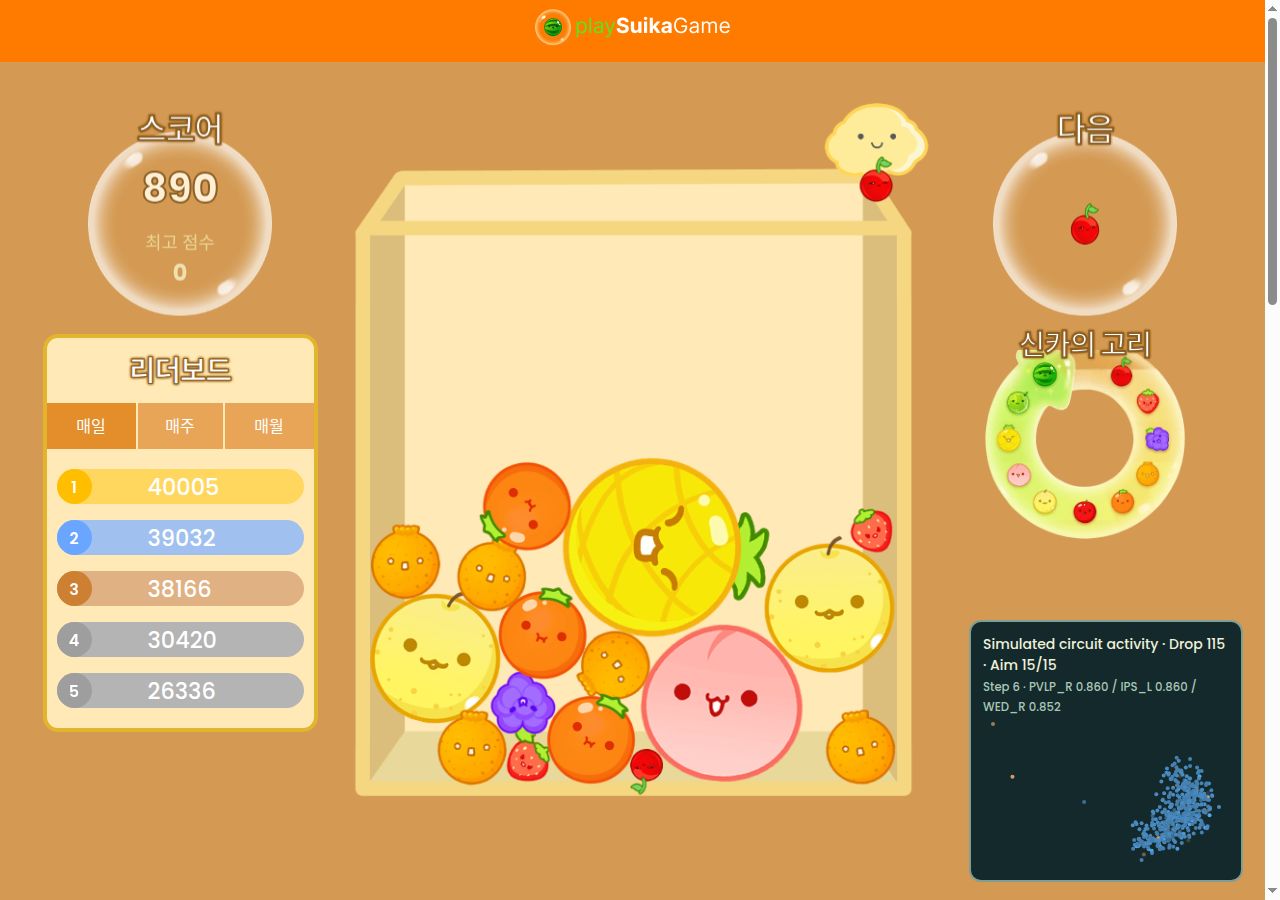 playSuikaGame
스코어
890
최고 점수
0
리더보드
매일 매주 매월
1 40005
2 39032
3 38166
4 30420
5 26336
다음
신카의 고리
Simulated circuit activity · Drop 115
· Aim 15/15
Step 6 · PVLP_R 0.860 / IPS_L 0.860 /
WED_R 0.852